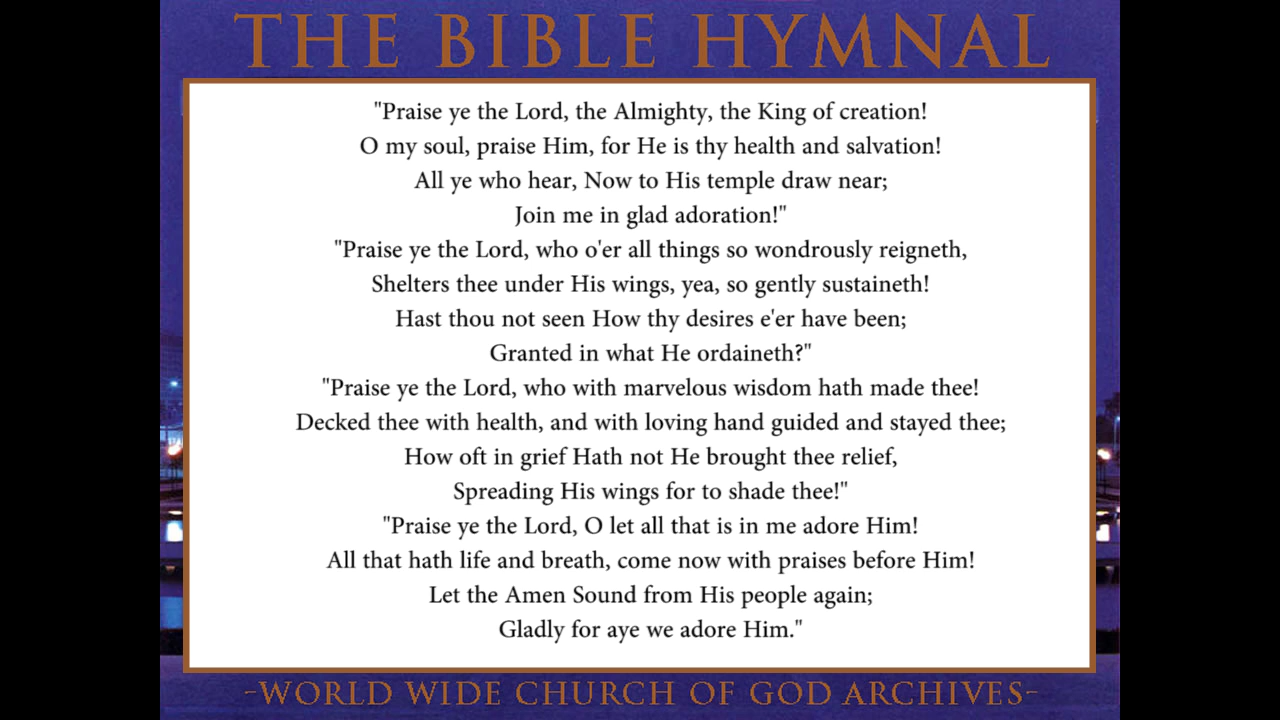 THE BIBLE HYMNAL
"Praise ye the Lord, the Almighty, the King of creation!
O my soul, praise Him, for He is thy health and salvation!
All ye who hear, Now to His temple draw near;
Join me in glad adoration!"
"Praise ye the Lord, who o'er all things so wondrously reigneth,
Shelters thee under His wings, yea, so gently sustaineth!
Hast thou not seen How thy desires e'er have been;
Granted in what He ordaineth?"
"Praise ye the Lord, who with marvelous wisdom hath made thee!
Decked thee with health, and with loving hand guided and stayed thee;
How oft in grief Hath not He brought thee relief,
Spreading His wings for to shade thee!"
"Praise ye the Lord, O let all that is in me adore Him!
All that hath life and breath, come now with praises before Him!
Let the Amen Sound from His people again;
Gladly for aye we adore Him."
-WORLD WIDE CHURCH OF GOD ARCHIVES-